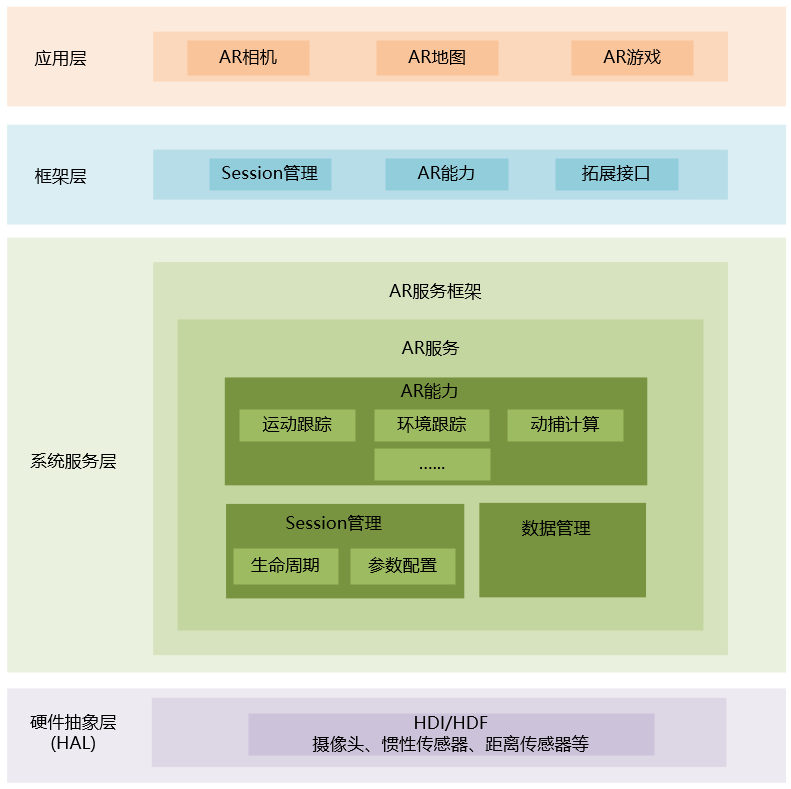 应用层
AR相机
AR地图
AR游戏
框架层
Session管理
AR能力
拓展接口
系统服务层
AR服务框架
AR服务
AR能力
运动跟踪
环境跟踪
动捕计算
......
Session管理
生命周期
参数配置
数据管理
硬件抽象层
(HAL)
HDI/HDF
摄像头、惯性传感器、距离传感器等